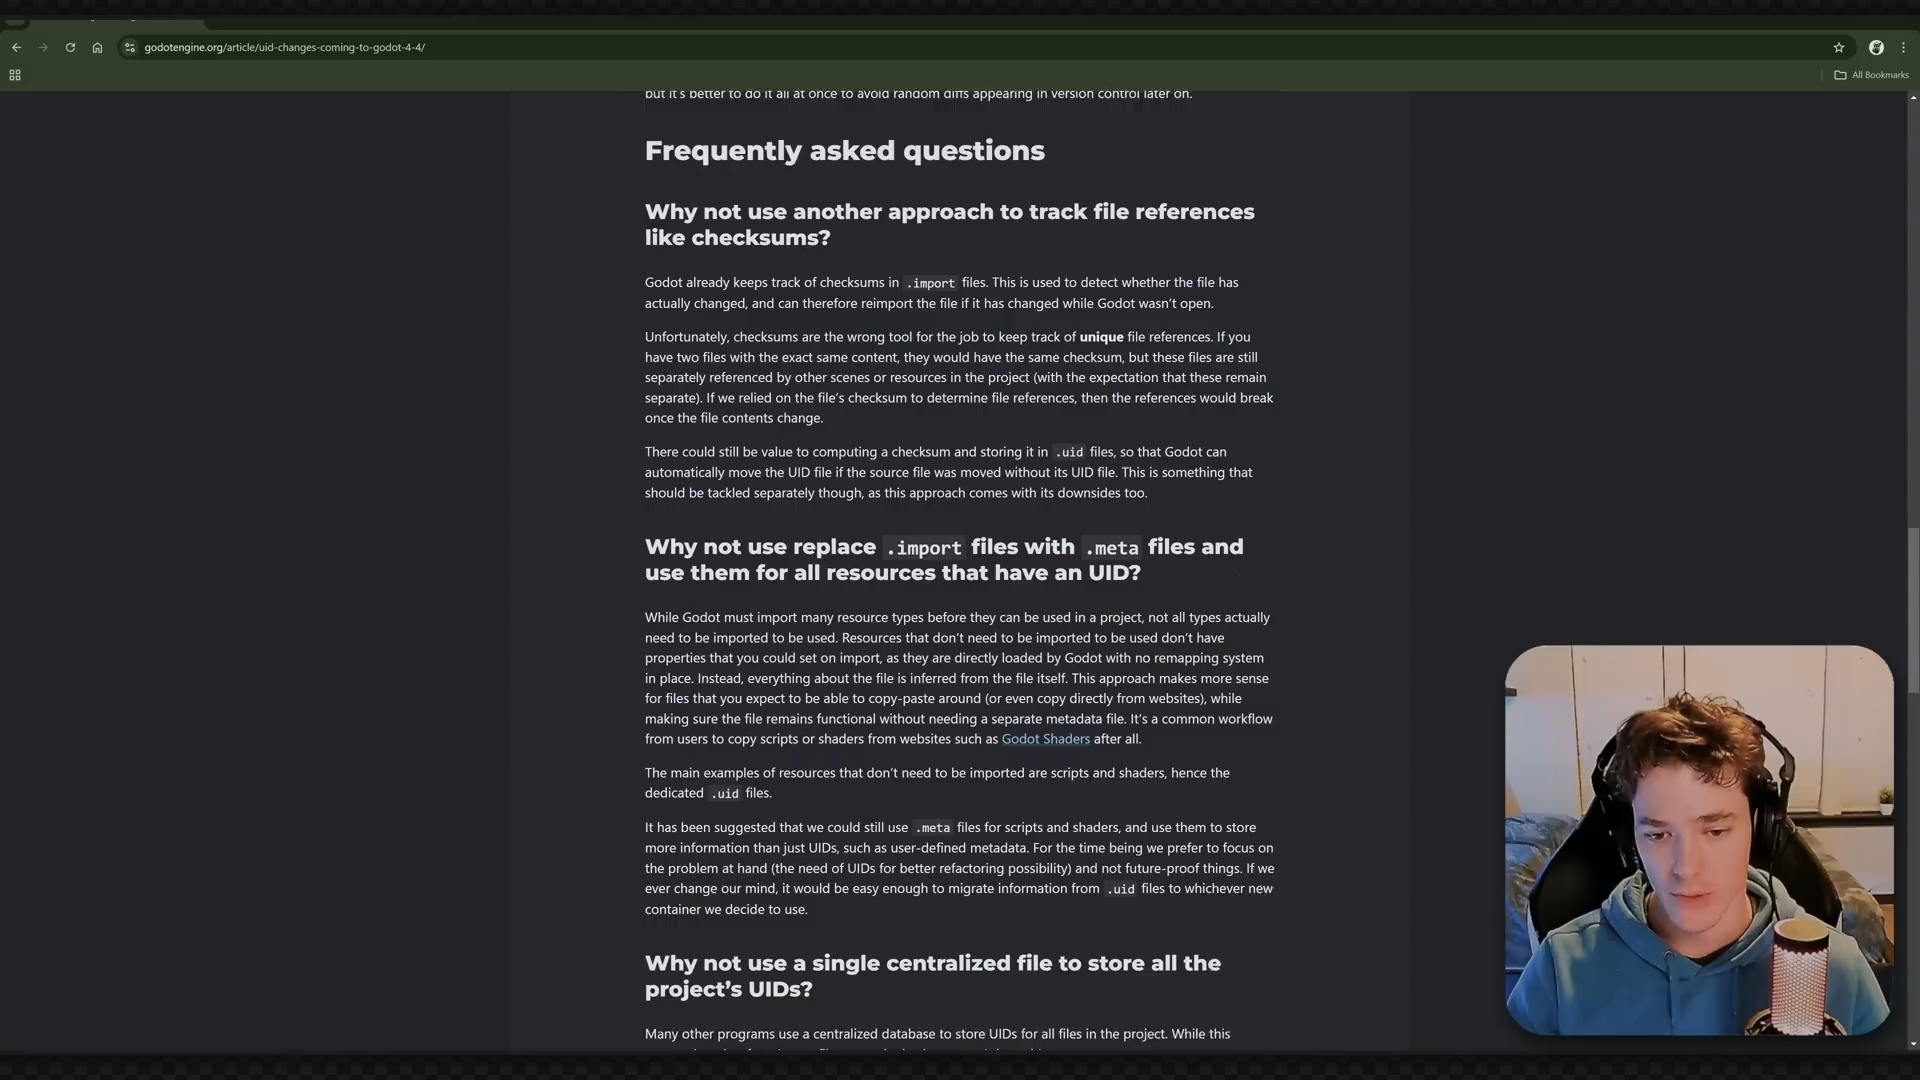 godotengine.org/article/uid-changes-coming-to-godot-4-4/
All Bookmarks
but it's better to do it all at once to avoid random diffs appearing in version control later on.
Frequently asked questions
Why not use another approach to track file references
like checksums?
Godot already keeps track of checksums in .import files. This is used to detect whether the file has
actually changed, and can therefore reimport the file if it has changed while Godot wasn't open.
Unfortunately, checksums are the wrong tool for the job to keep track of unique file references. If you
have two files with the exact same content, they would have the same checksum, but these files are still
separately referenced by other scenes or resources in the project (with the expectation that these remain
separate). If we relied on the file's checksum to determine file references, then the references would break
once the file contents change.
There could still be value to computing a checksum and storing it in .uid files, so that Godot can
automatically move the UID file if the source file was moved without its UID file. This is something that
should be tackled separately though, as this approach comes with its downsides too.
Why not use replace .import files with .meta files and
use them for all resources that have an UID?
While Godot must import many resource types before they can be used in a project, not all types actually
need to be imported to be used. Resources that don't need to be imported to be used don't have
properties that you could set on import, as they are directly loaded by Godot with no remapping system
in place. Instead, everything about the file is inferred from the file itself. This approach makes more sense
for files that you expect to be able to copy-paste around (or even copy directly from websites), while
making sure the file remains functional without needing a separate metadata file. It's a common workflow
from users to copy scripts or shaders from websites such as Godot Shaders after all.
The main examples of resources that don't need to be imported are scripts and shaders, hence the
dedicated .uid files.
It has been suggested that we could still use .meta files for scripts and shaders, and use them to store
more information than just UIDs, such as user-defined metadata. For the time being we prefer to focus on
the problem at hand (the need of UIDs for better refactoring possibility) and not future-proof things. If we
ever change our mind, it would be easy enough to migrate information from .uid files to whichever new
container we decide to use.
Why not use a single centralized file to store all the
project's UIDs?
Many other programs use a centralized database to store UIDs for all files in the project. While this